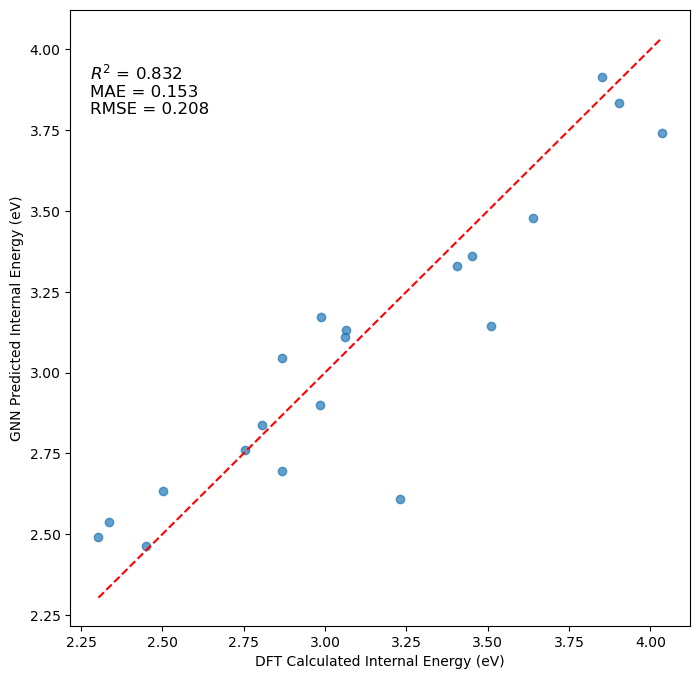 4.00
3.75
3.50
3.25
3.00
2.75
2.50
2.25
GNN Predicted Internal Energy (eV)
R² = 0.832
MAE = 0.153
RMSE = 0.208
2.25 2.50 2.75 3.00 3.25 3.50 3.75 4.00
DFT Calculated Internal Energy (eV)